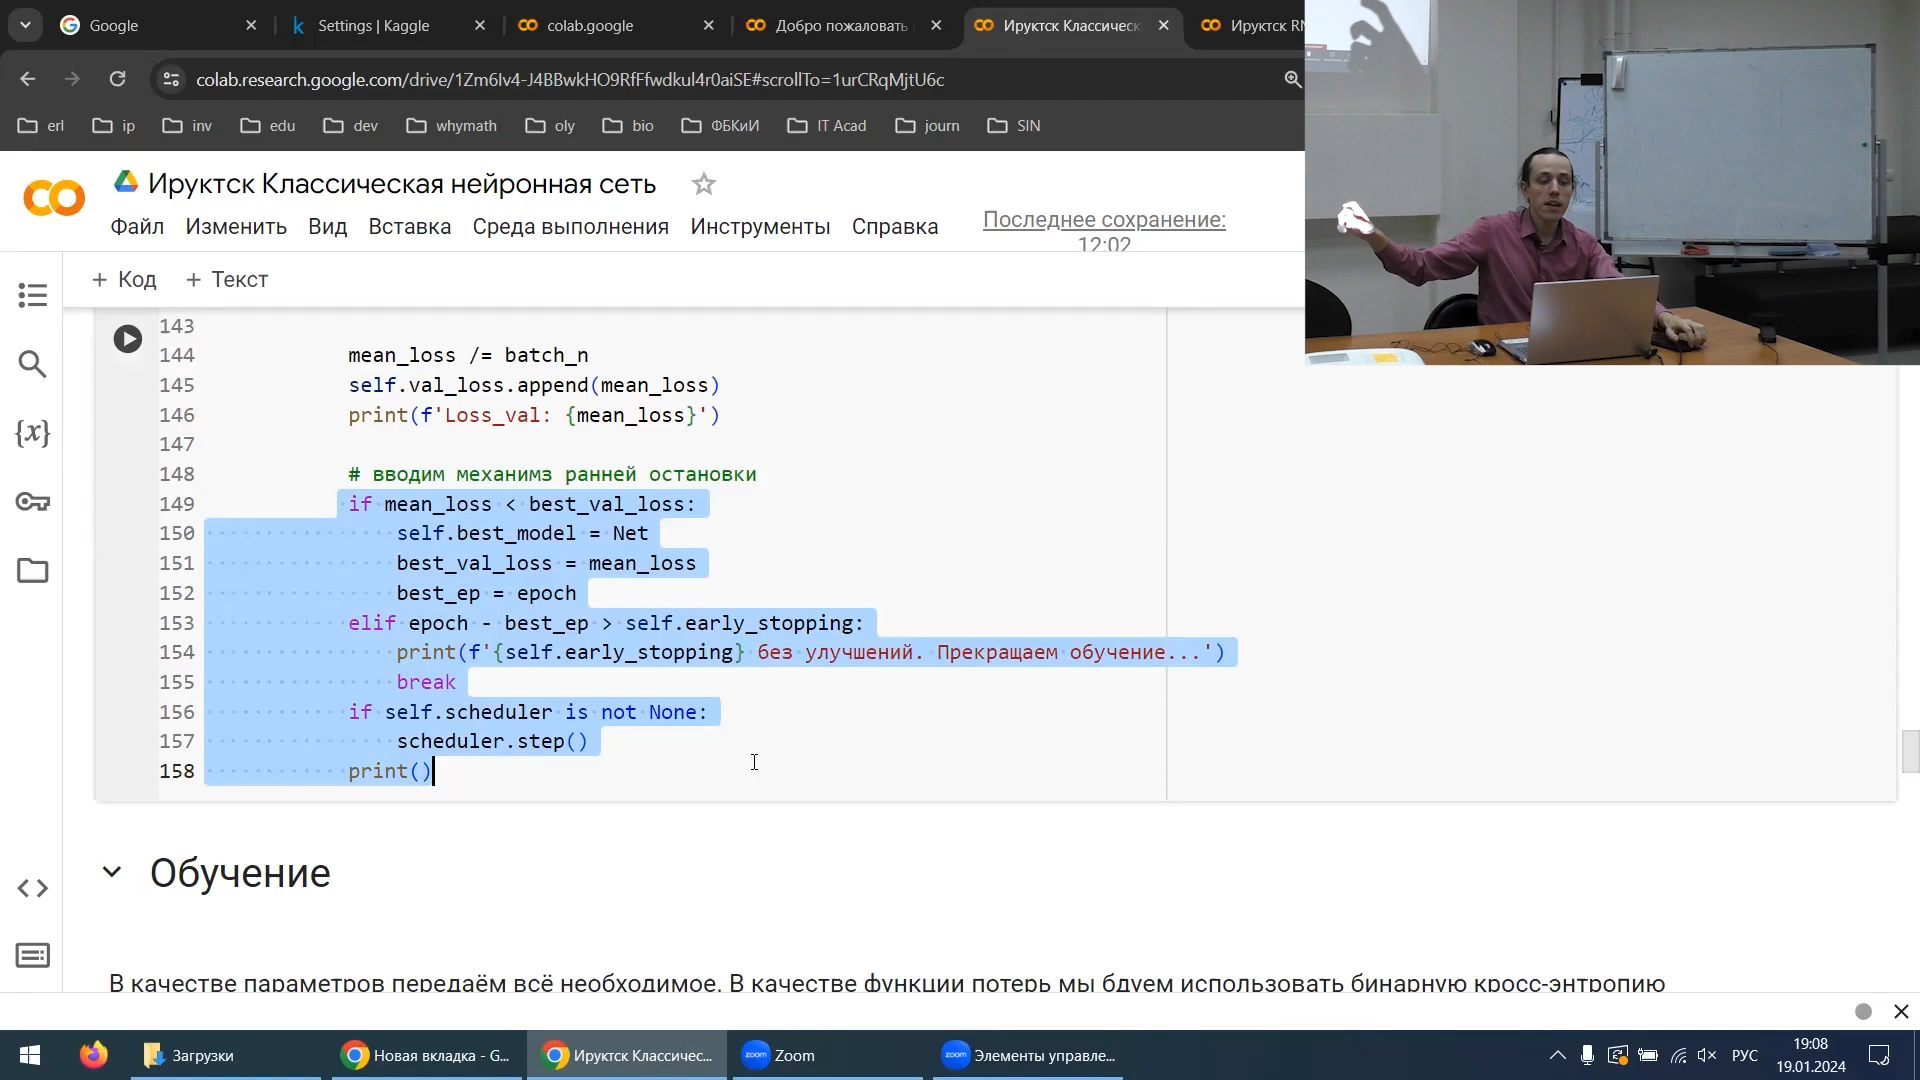 Google
Settings | Kaggle
colab.google
Добро пожаловать
Ируктск Классическ
Ируктск RN
colab.research.google.com/drive/1Zm6lv4-J4BBwkHO9RfFfwdkul4r0aiSE#scrollTo=1urCRqMjtU6c
erl
ip
inv
edu
dev
whymath
oly
bio
ФБКиИ
IT Acad
journ
SIN
Ируктск Классическая нейронная сеть
Файл Изменить Вид Вставка Среда выполнения Инструменты Справка
Последнее сохранение:
12:02
+ Код + Текст
143
144 mean_loss /= batch_n
145 self.val_loss.append(mean_loss)
146 print(f'Loss_val: {mean_loss}')
147
148 # вводим механимз ранней остановки
149 if mean_loss < best_val_loss:
150 self.best_model = Net
151 best_val_loss = mean_loss
152 best_ep = epoch
153 elif epoch - best_ep > self.early_stopping:
154 print(f'{self.early_stopping} без улучшений. Прекращаем обучение...')
155 break
156 if self.scheduler is not None:
157 scheduler.step()
158 print()
Обучение
В качестве параметров передаём всё необходимое. В качестве функции потерь мы бдуем использовать бинарную кросс-энтропию
Загрузки
Новая вкладка - G...
Ируктск Классичес...
zoom Zoom
zoom Элементы управле...
РУС
19:08
19.01.2024